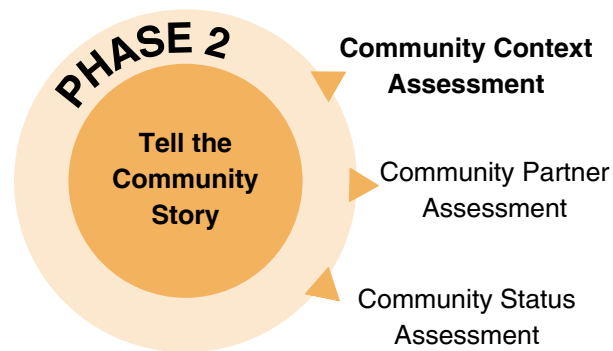 PHASE 2
Tell the
Community
Story
Community Context
Assessment
Community Partner
Assessment
Community Status
Assessment